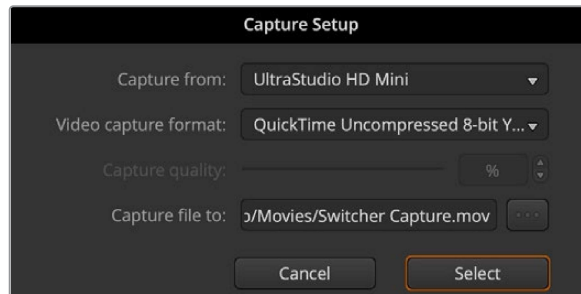 Capture Setup
Capture from: UltraStudio HD Mini
Video capture format: QuickTime Uncompressed 8-bit Y...
Capture quality: %
Capture file to: o/Movies/Switcher Capture.mov ...
Cancel Select